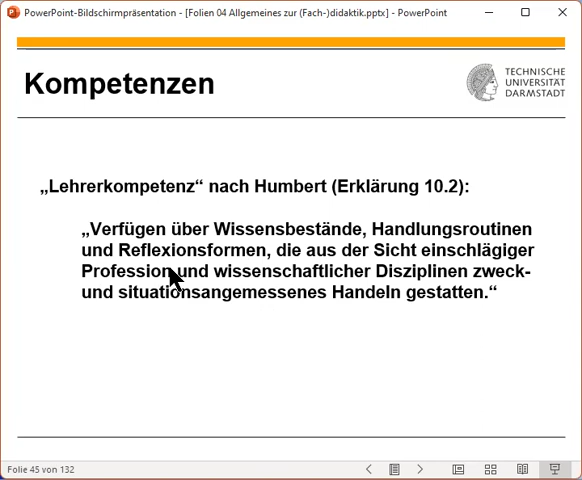 PowerPoint-Bildschirmpräsentation - [Folien 04 Allgemeines zur (Fach-)didaktik.pptx] - PowerPoint
Kompetenzen
TECHNISCHE
UNIVERSITÄT
DARMSTADT
„Lehrerkompetenz“ nach Humbert (Erklärung 10.2):
„Verfügen über Wissensbestände, Handlungsroutinen
und Reflexionsformen, die aus der Sicht einschlägiger
Profession und wissenschaftlicher Disziplinen zweck-
und situationsangemessenes Handeln gestatten.“
Folie 45 von 132